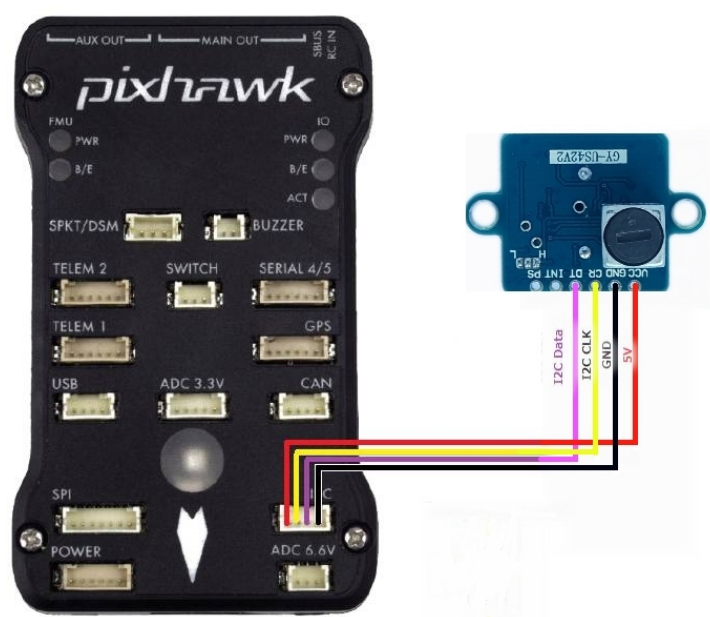 AUX OUT
MAIN OUT
SBUS
RC IN
pixhawk
FMU
IO
PWR
PWR
B/E
B/E
ACT
SPKT/DSM
BUZZER
TELEM 2
SWITCH
SERIAL 4/5
TELEM 1
GPS
USB
ADC 3.3V
CAN
SPI
POWER
ADC 6.6V
GY-US42V2
L
H
PS
INT
DT
CR
GND
VCC
I2C Data
I2C CLK
GND
5V